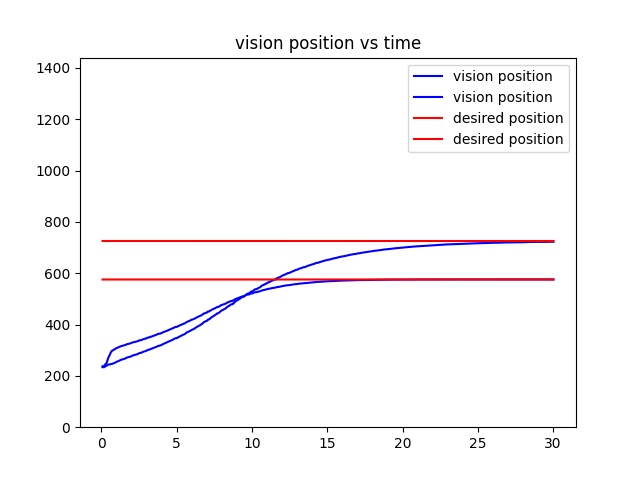 vision position vs time
1400
1200
1000
800
600
400
200
0
0 5 10 15 20 25 30
vision position
vision position
desired position
desired position